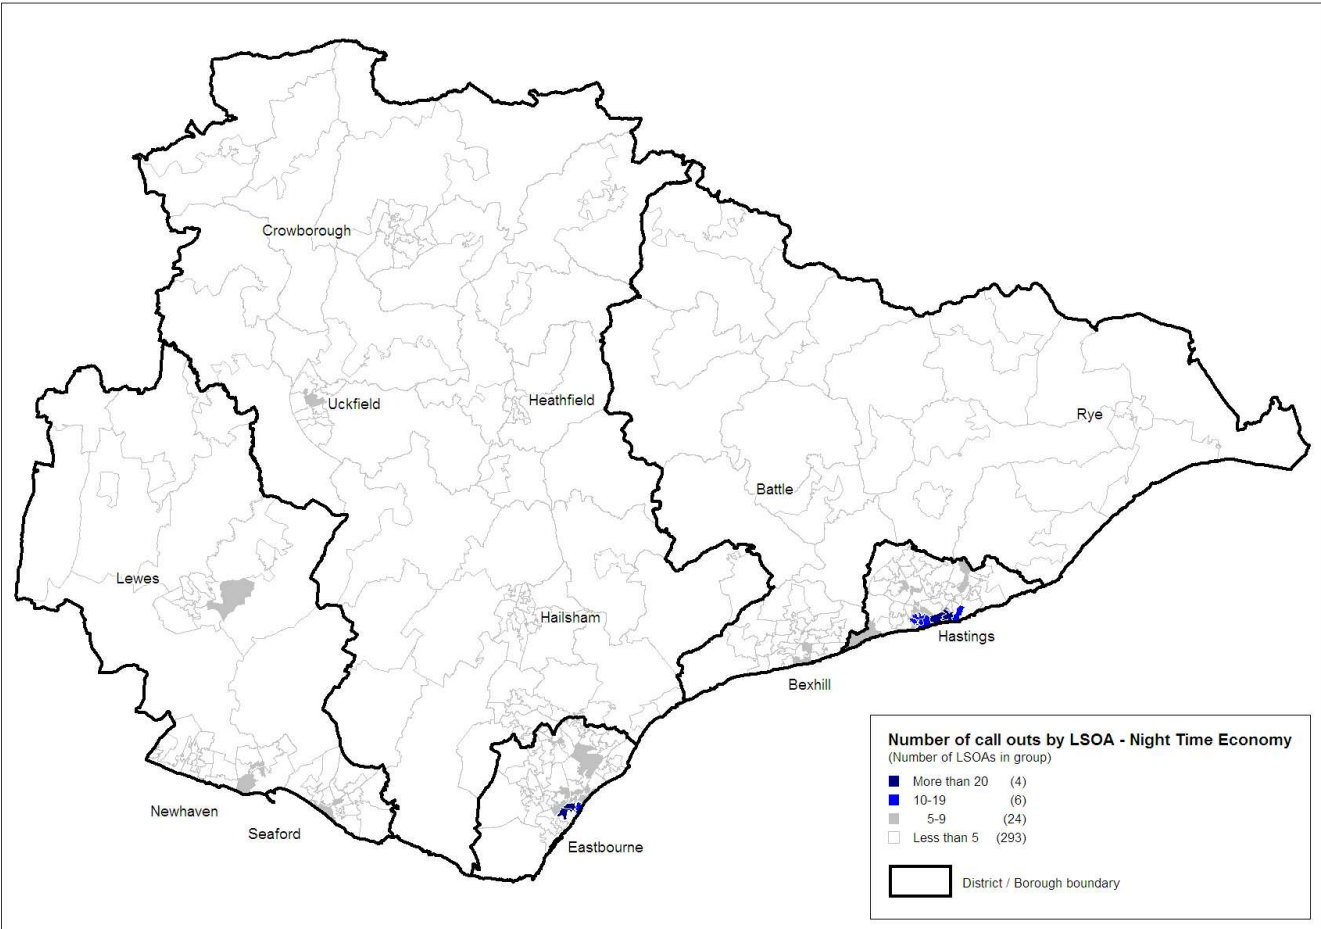 Crowborough
Uckfield
Heathfield
Rye
Battle
Lewes
Hailsham
Hastings
Bexhill
Newhaven
Seaford
Eastbourne
Number of call outs by LSOA - Night Time Economy
(Number of LSOAs in group)
More than 20 (4)
10-19 (6)
5-9 (24)
Less than 5 (293)
District / Borough boundary